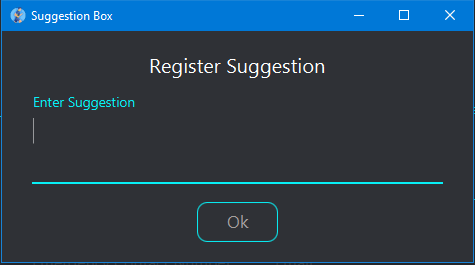 Suggestion Box
Register Suggestion
Enter Suggestion
Ok